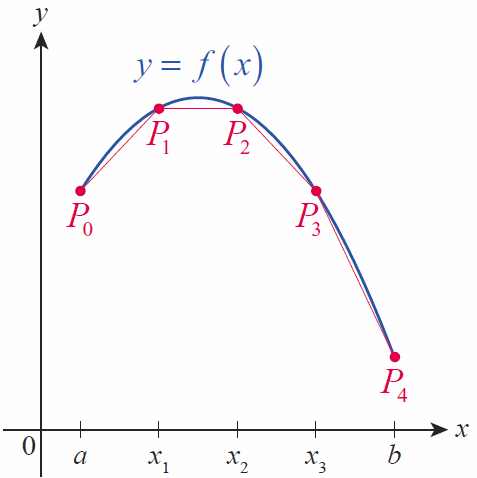 y
y = f(x)
P₁ P₂
P₀ P₃
P₄
x
0 a x₁ x₂ x₃ b